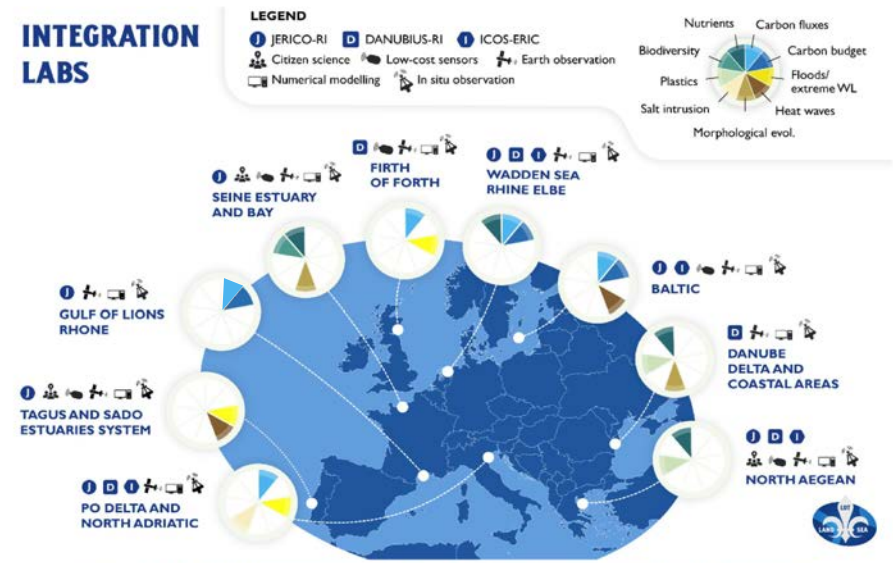 INTEGRATION
LABS
LEGEND
J JERICO-RI D DANUBIUS-RI I ICOS-ERIC
Citizen science Low-cost sensors Earth observation
Numerical modelling In situ observation
Nutrients
Carbon fluxes
Biodiversity
Carbon budget
Plastics
Floods/
extreme WL
Salt intrusion
Heat waves
Morphological evol.
D
FIRTH
OF FORTH
J D I
WADDEN SEA
RHINE ELBE
J
SEINE ESTUARY
AND BAY
J I
BALTIC
J
GULF OF LIONS
RHONE
D
DANUBE
DELTA AND
COASTAL AREAS
J
TAGUS AND SADO
ESTUARIES SYSTEM
J D I
NORTH AEGEAN
J D I
PO DELTA AND
NORTH ADRIATIC
LOT
LAND SEA